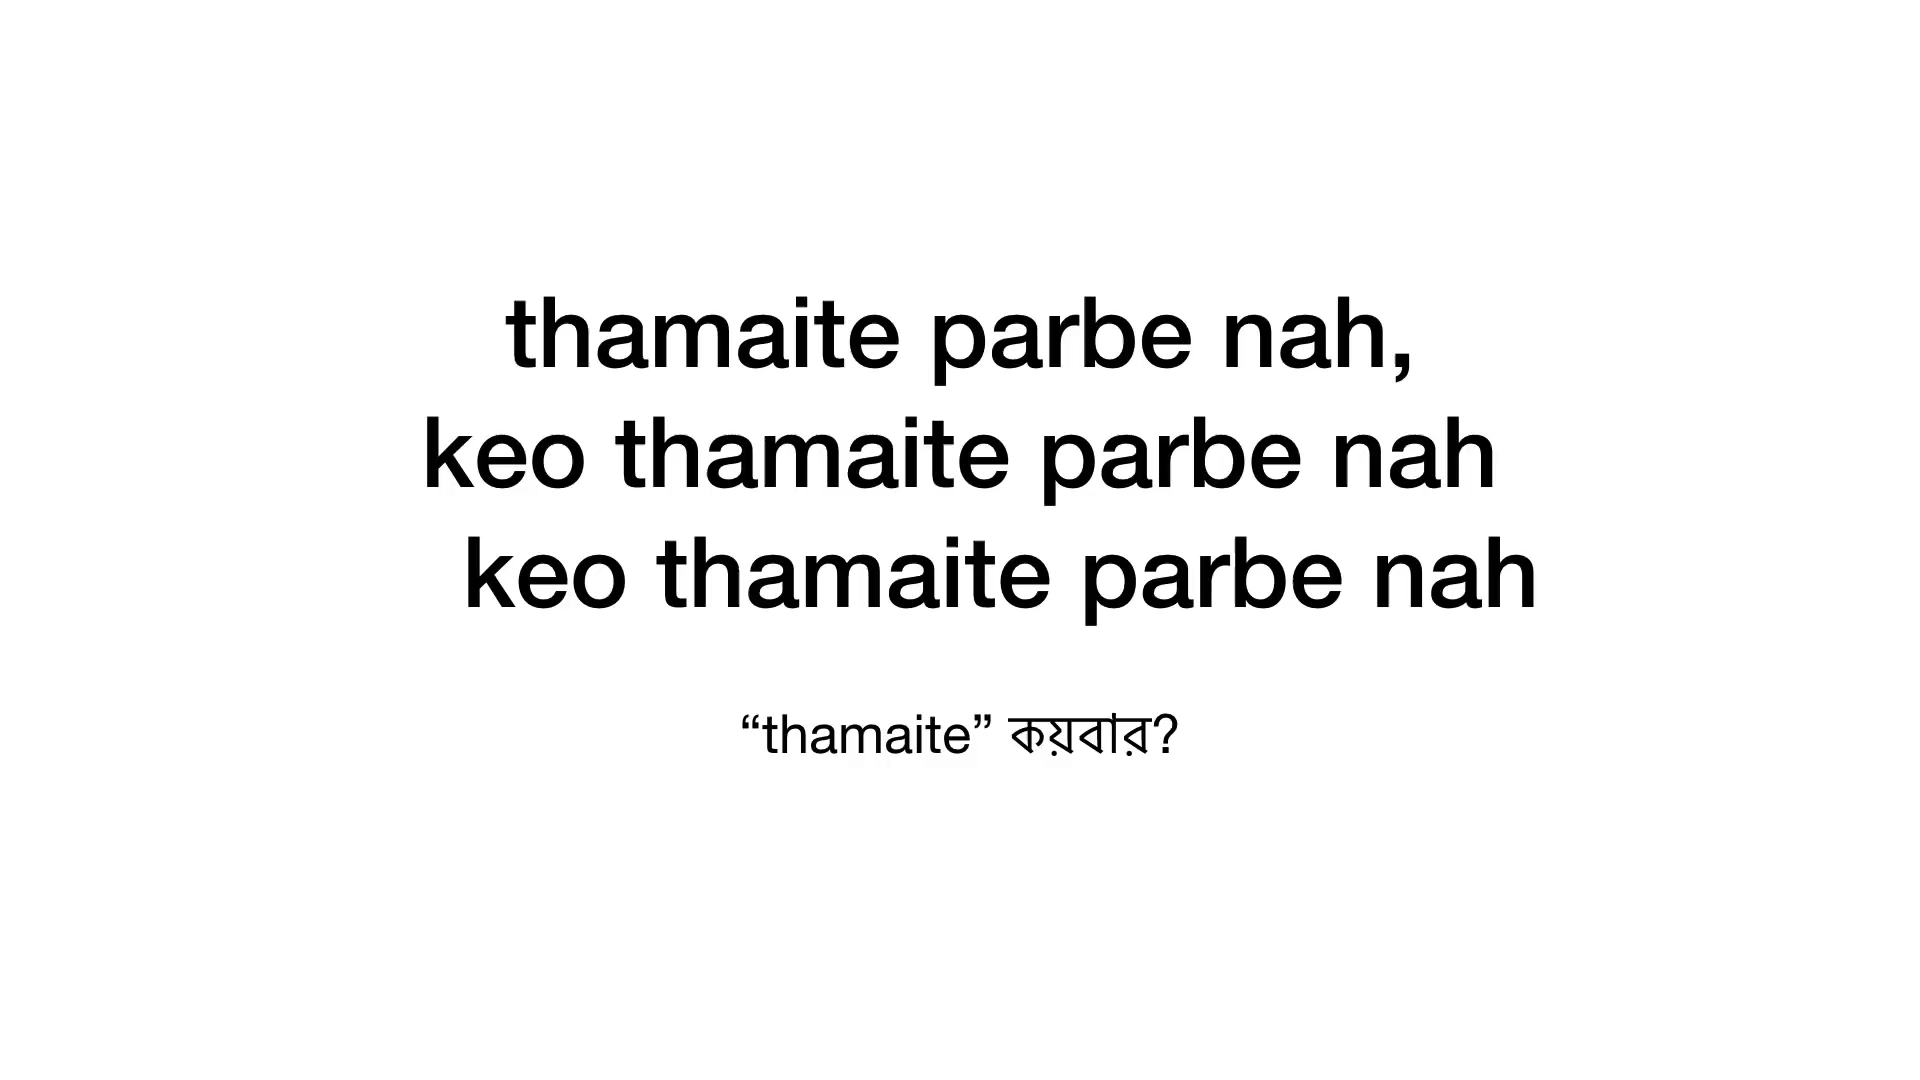 thamaite parbe nah,
keo thamaite parbe nah
keo thamaite parbe nah
“thamaite” কয়বার?